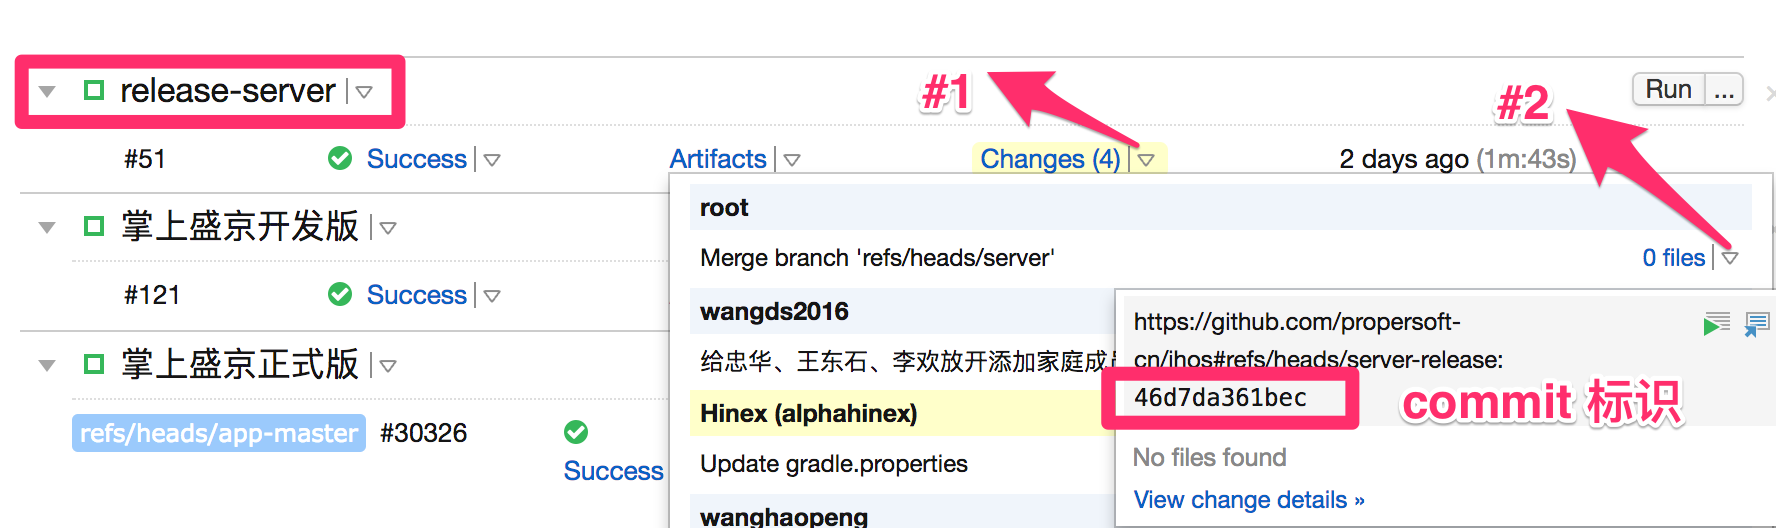 release-server
#1
#2
Run ...
#51 Success Artifacts Changes (4) 2 days ago (1m:43s)
root
掌上盛京开发版
Merge branch 'refs/heads/server' 0 files
#121 Success
wangds2016
https://github.com/propersoft-
cn/ihos#refs/heads/server-release:
46d7da361bec
commit 标识
给忠华、王东石、李欢放开添加家庭成
掌上盛京正式版
Hinex (alphahinex)
refs/heads/app-master #30326
Success
Update gradle.properties
No files found
View change details »
wanghaopeng